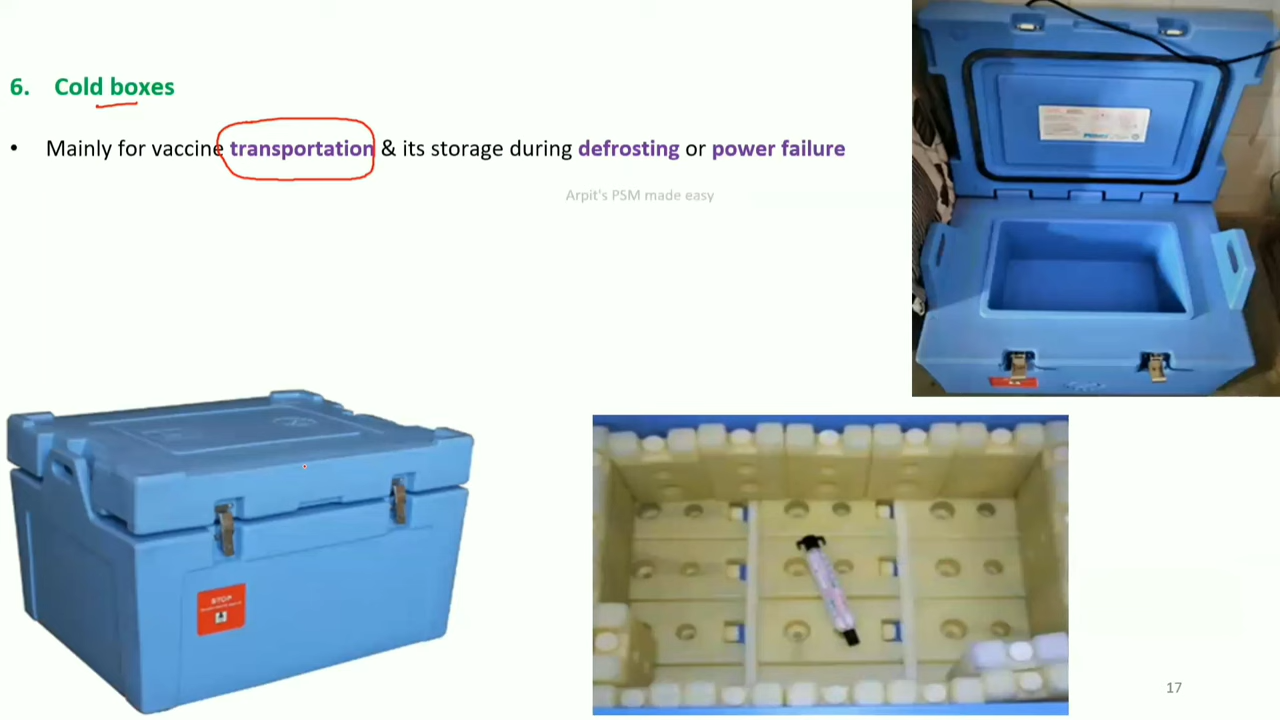 6. Cold boxes
• Mainly for vaccine transportation & its storage during defrosting or power failure
Arpit's PSM made easy
STOP
17